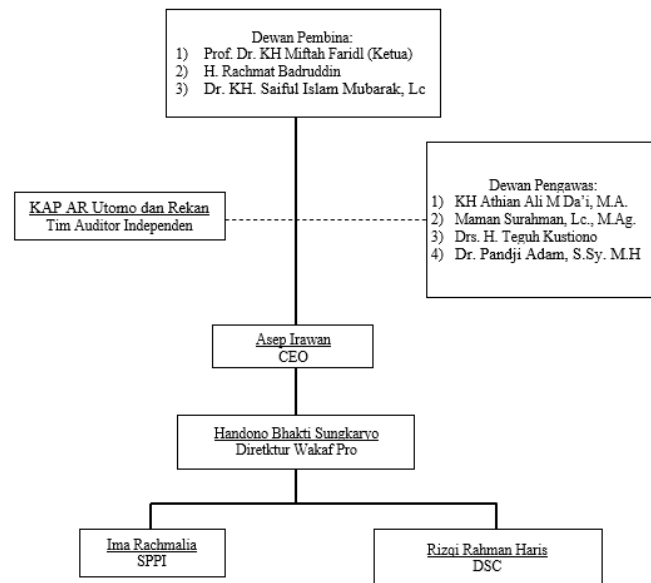 Dewan Pembina:
1) Prof. Dr. KH Miftah Faridl (Ketua)
2) H. Rachmat Badruddin
3) Dr. KH. Saiful Islam Mubarak, Lc
KAP AR Utomo dan Rekan
Tim Auditor Independen
Dewan Pengawas:
1) KH Athian Ali M Da’i, M.A.
2) Maman Surahman, Lc., M.Ag.
3) Drs. H. Teguh Kustiono
4) Dr. Pandji Adam, S.Sy. M.H
Asep Irawan
CEO
Handono Bhakti Sungkaryo
Diretktur Wakaf Pro
Ima Rachmalia
SPPI
Rizqi Rahman Haris
DSC